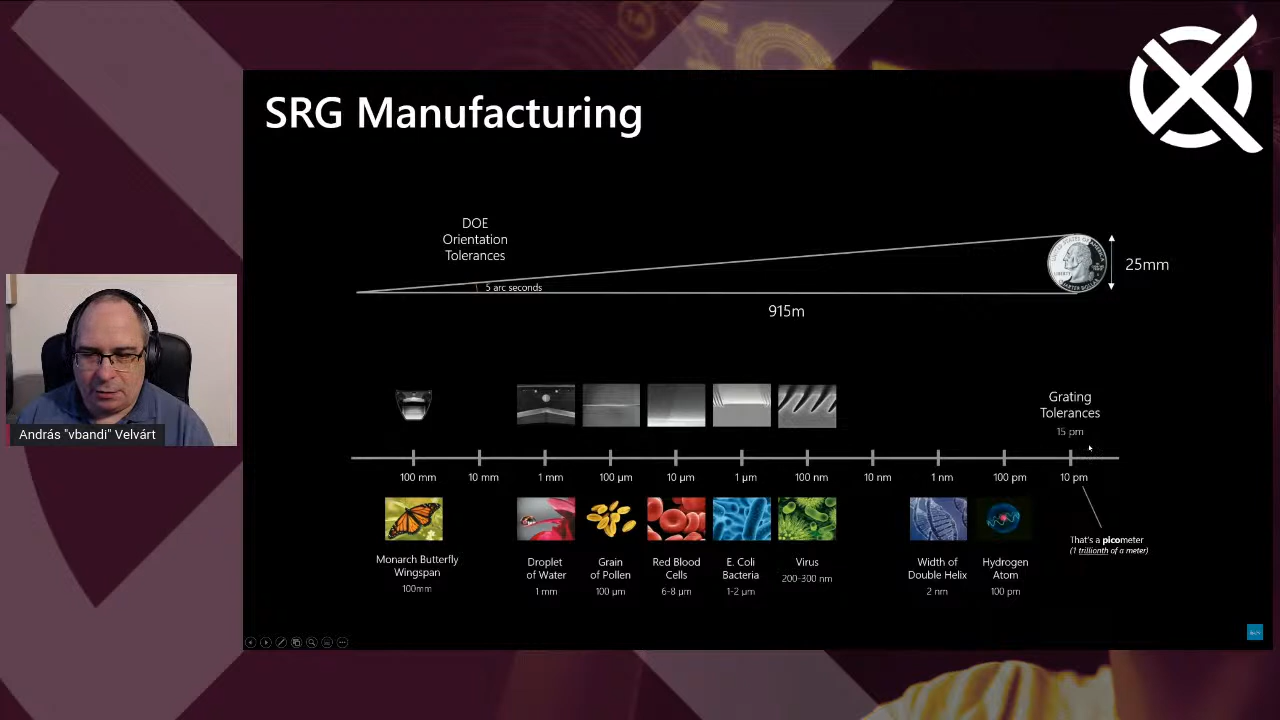 SRG Manufacturing
DOE
Orientation
Tolerances
5 arc seconds
25mm
915m
Grating
Tolerances
15 pm
100 mm
10 mm
1 mm
100 µm
10 µm
1 µm
100 nm
10 nm
1 nm
100 pm
10 pm
That's a picometer
(1 trillionth of a meter)
Monarch Butterfly
Wingspan
100mm
Droplet
of Water
1 mm
Grain
of Pollen
100 µm
Red Blood
Cells
6-8 µm
E. Coli
Bacteria
1-2 µm
Virus
200-300 nm
Width of
Double Helix
2 nm
Hydrogen
Atom
100 pm
András "vbandi" Velvárt